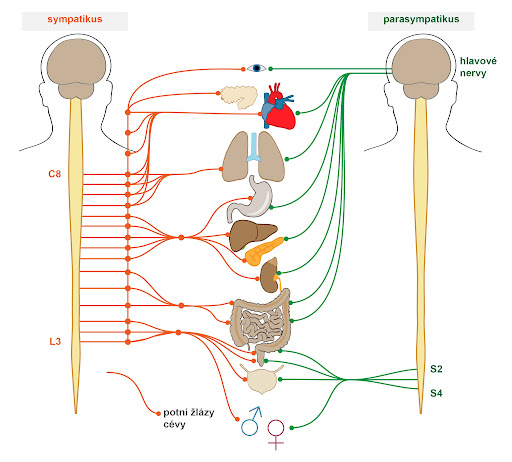 sympatikus
parasympatikus
hlavové
nervy
C8
L3
S2
S4
potní žlázy
cévy